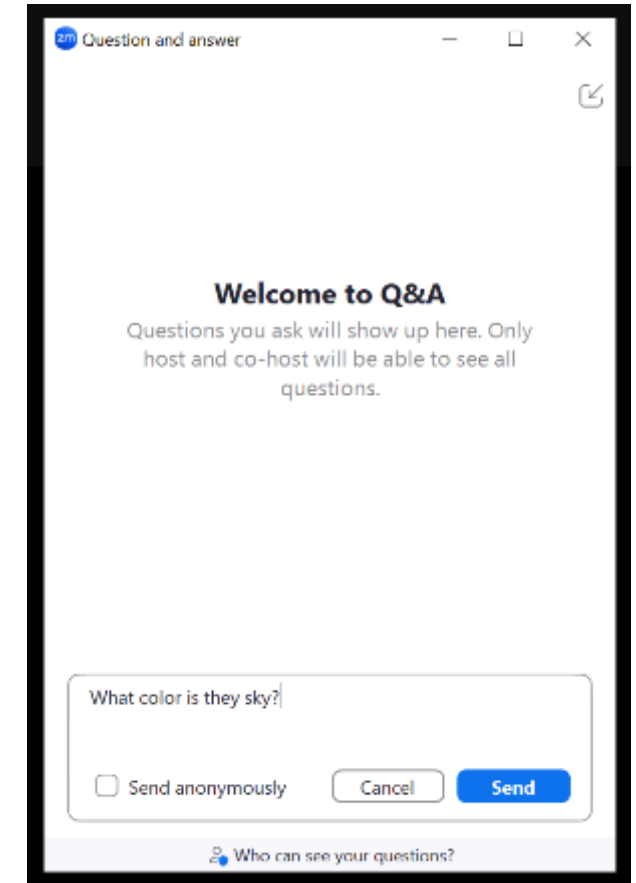 zm Question and answer
Welcome to Q&A
Questions you ask will show up here. Only
host and co-host will be able to see all
questions.
What color is they sky?
Send anonymously Cancel Send
Who can see your questions?